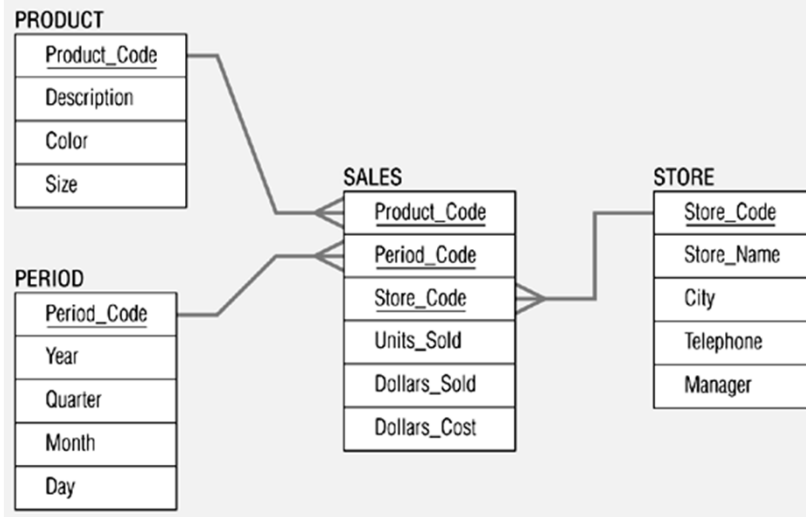 PRODUCT
Product_Code
Description
Color
Size
PERIOD
Period_Code
Year
Quarter
Month
Day
SALES
Product_Code
Period_Code
Store_Code
Units_Sold
Dollars_Sold
Dollars_Cost
STORE
Store_Code
Store_Name
City
Telephone
Manager